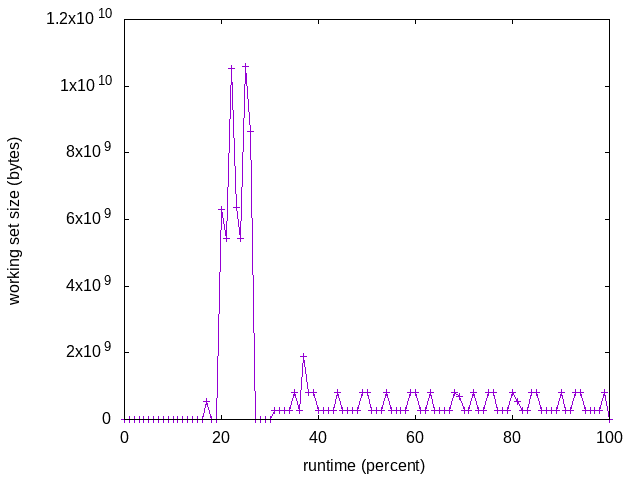 1.2x10 10
1x10 10
8x10 9
6x10 9
4x10 9
2x10 9
0
0 20 40 60 80 100
working set size (bytes)
runtime (percent)